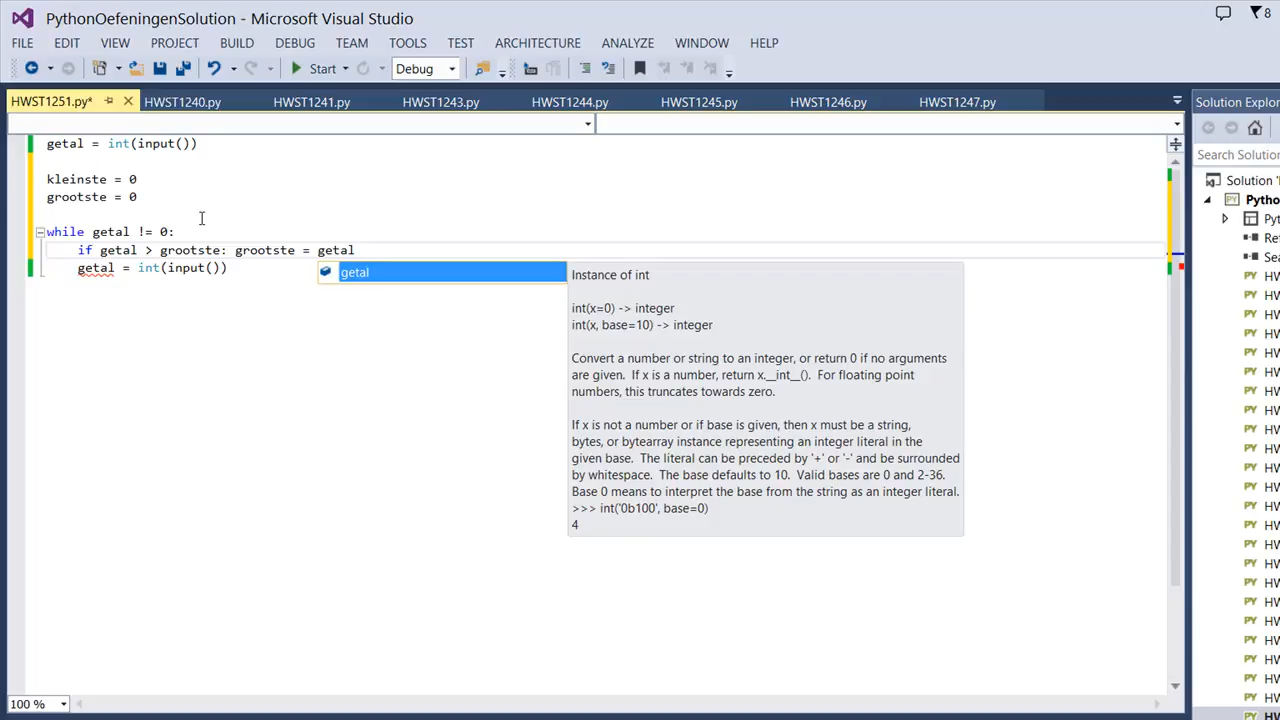 PythonOefeningenSolution - Microsoft Visual Studio
8
FILE EDIT VIEW PROJECT BUILD DEBUG TEAM TOOLS TEST ARCHITECTURE ANALYZE WINDOW HELP
Start Debug
HWST1251.py* HWST1240.py HWST1241.py HWST1243.py HWST1244.py HWST1245.py HWST1246.py HWST1247.py
Solution Explor
getal = int(input())
Search Solution
kleinste = 0
Solution '
grootste = 0
Pytho
Pyt
while getal != 0:
Ref
if getal > grootste: grootste = getal
Sea
getal = int(input())
getal
Instance of int
int(x=0) -> integer
int(x, base=10) -> integer
Convert a number or string to an integer, or return 0 if no arguments
are given. If x is a number, return x.__int__(). For floating point
numbers, this truncates towards zero.
If x is not a number or if base is given, then x must be a string,
bytes, or bytearray instance representing an integer literal in the
given base. The literal can be preceded by '+' or '-' and be surrounded
by whitespace. The base defaults to 10. Valid bases are 0 and 2-36.
Base 0 means to interpret the base from the string as an integer literal.
>>> int('0b100', base=0)
4
100 %